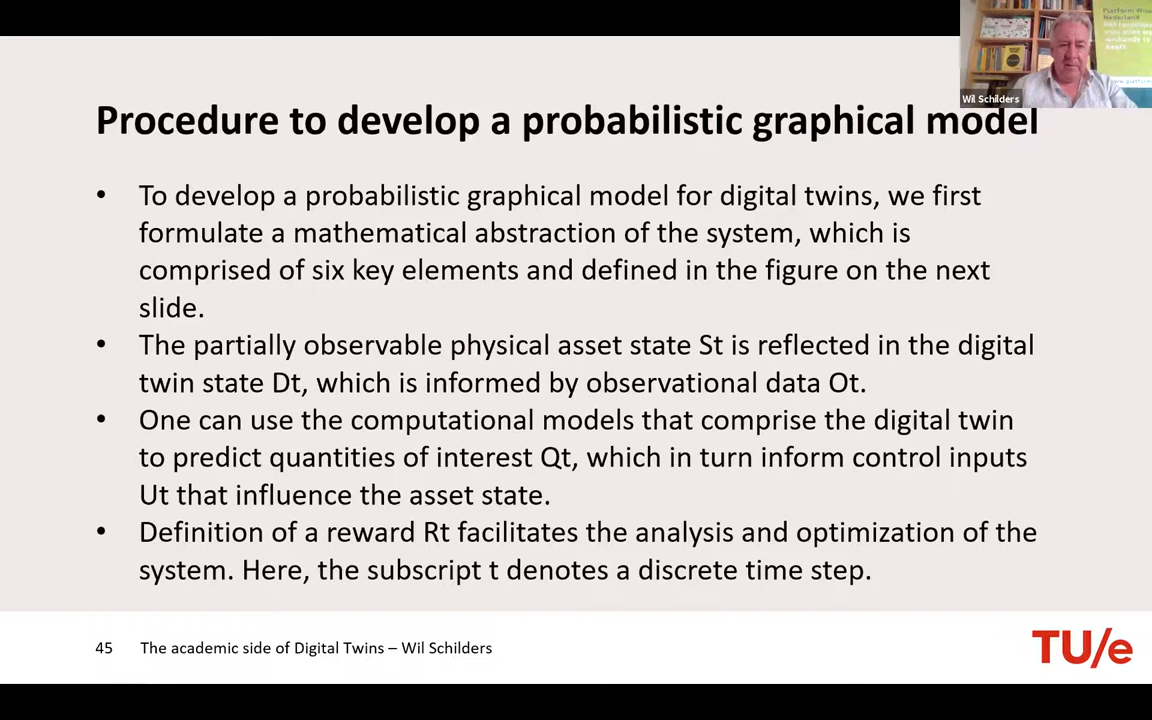 Platform Wisk
Nederland
Wil Schilders
Procedure to develop a probabilistic graphical model
• To develop a probabilistic graphical model for digital twins, we first
formulate a mathematical abstraction of the system, which is
comprised of six key elements and defined in the figure on the next
slide.
• The partially observable physical asset state St is reflected in the digital
twin state Dt, which is informed by observational data Ot.
• One can use the computational models that comprise the digital twin
to predict quantities of interest Qt, which in turn inform control inputs
Ut that influence the asset state.
• Definition of a reward Rt facilitates the analysis and optimization of the
system. Here, the subscript t denotes a discrete time step.
45 The academic side of Digital Twins – Wil Schilders
TU/e